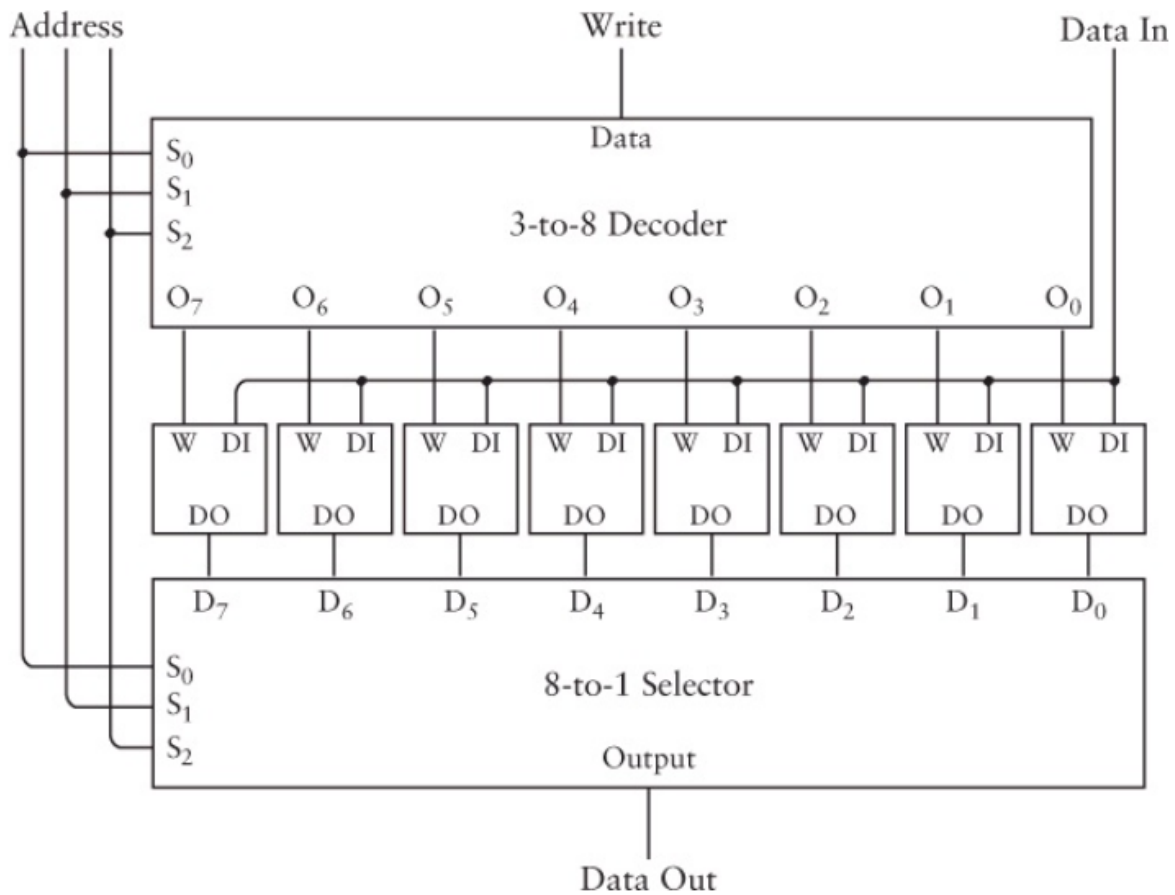 Address Write Data In
Data
S₀
S₁
3-to-8 Decoder
S₂
O₇ O₆ O₅ O₄ O₃ O₂ O₁ O₀
W DI W DI W DI W DI W DI W DI W DI W DI
DO DO DO DO DO DO DO DO
D₇ D₆ D₅ D₄ D₃ D₂ D₁ D₀
S₀
8-to-1 Selector
S₁
S₂
Output
Data Out